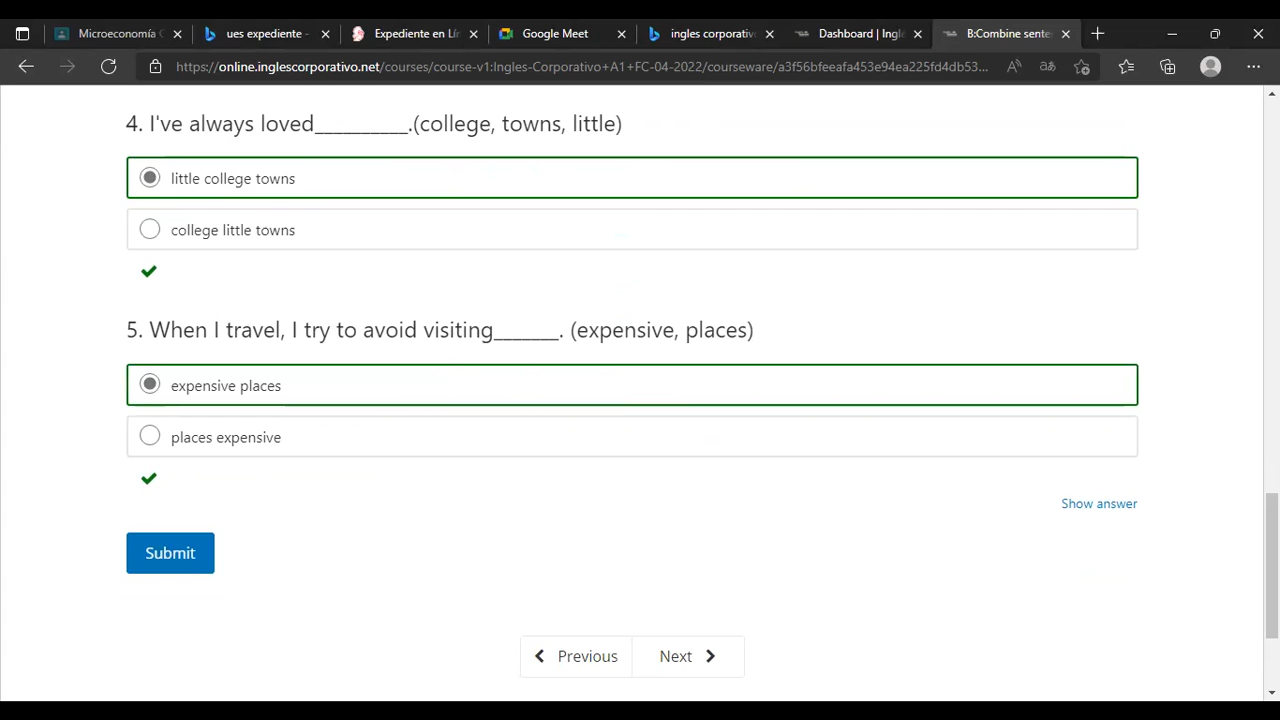 Microeconomía
ues expediente -
Expediente en Lín
Google Meet
ingles corporativ
Dashboard | Ingl
B:Combine sente
https://online.inglescorporativo.net/courses/course-v1:Ingles-Corporativo+A1+FC-04-2022/courseware/a3f56bfeeafa453e94ea225fd4db53...
4. I've always loved__________.(college, towns, little)
little college towns
college little towns
5. When I travel, I try to avoid visiting_______. (expensive, places)
expensive places
places expensive
Show answer
Submit
Previous
Next